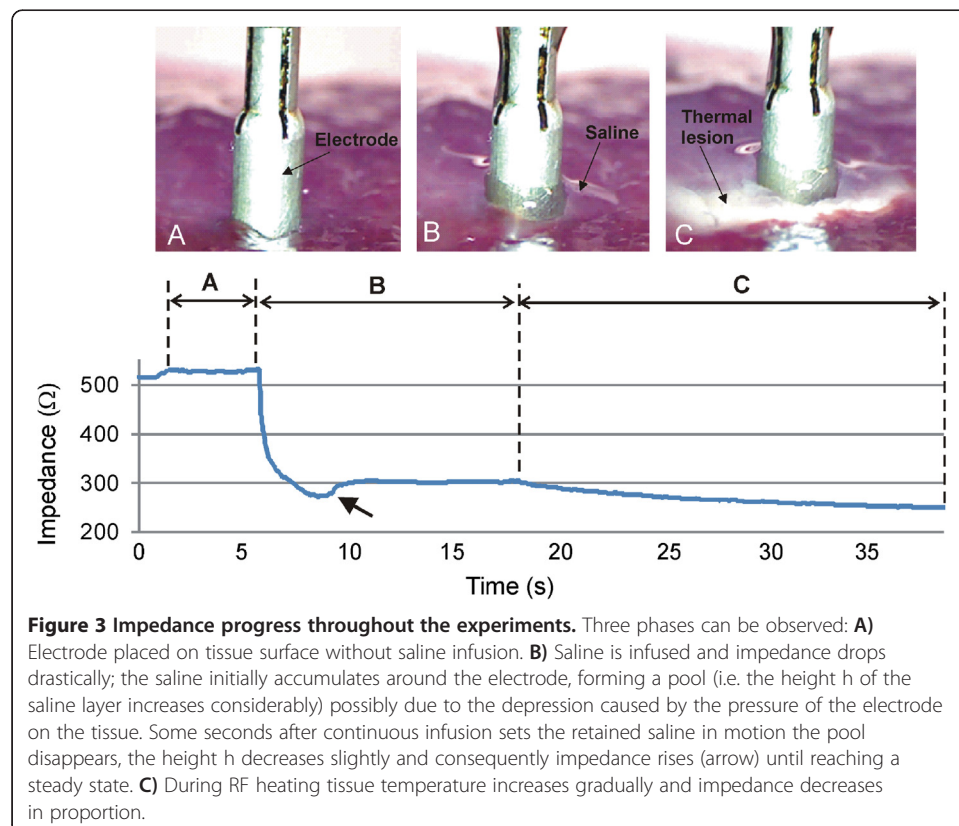 Electrode
A
Saline
B
Thermal
lesion
C
A
B
C
Impedance (Ω)
500
400
300
200
0
5
10
15
20
25
30
35
Time (s)
Figure 3 Impedance progress throughout the experiments. Three phases can be observed: A)
Electrode placed on tissue surface without saline infusion. B) Saline is infused and impedance drops
drastically; the saline initially accumulates around the electrode, forming a pool (i.e. the height h of the
saline layer increases considerably) possibly due to the depression caused by the pressure of the electrode
on the tissue. Some seconds after continuous infusion sets the retained saline in motion the pool
disappears, the height h decreases slightly and consequently impedance rises (arrow) until reaching a
steady state. C) During RF heating tissue temperature increases gradually and impedance decreases
in proportion.